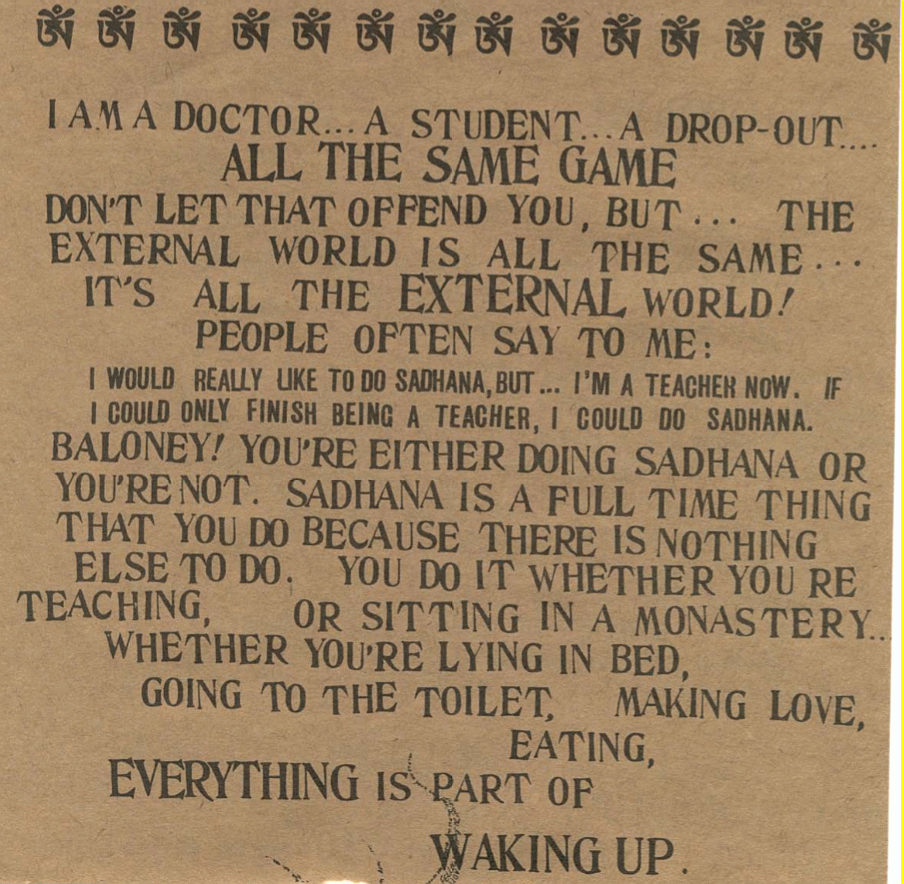 ༀ ༀ ༀ ༀ ༀ ༀ ༀ ༀ ༀ ༀ ༀ ༀ ༀ ༀ
I AM A DOCTOR... A STUDENT... A DROP-OUT....
ALL THE SAME GAME
DON'T LET THAT OFFEND YOU, BUT... THE
EXTERNAL WORLD IS ALL THE SAME...
IT'S ALL THE EXTERNAL WORLD!
PEOPLE OFTEN SAY TO ME:
I WOULD REALLY LIKE TO DO SADHANA, BUT... I'M A TEACHER NOW. IF
I COULD ONLY FINISH BEING A TEACHER, I COULD DO SADHANA.
BALONEY! YOU'RE EITHER DOING SADHANA OR
YOU'RE NOT. SADHANA IS A FULL TIME THING
THAT YOU DO BECAUSE THERE IS NOTHING
ELSE TO DO. YOU DO IT WHETHER YOU RE
TEACHING, OR SITTING IN A MONASTERY...
WHETHER YOU'RE LYING IN BED,
GOING TO THE TOILET, MAKING LOVE,
EATING,
EVERYTHING IS PART OF
WAKING UP.